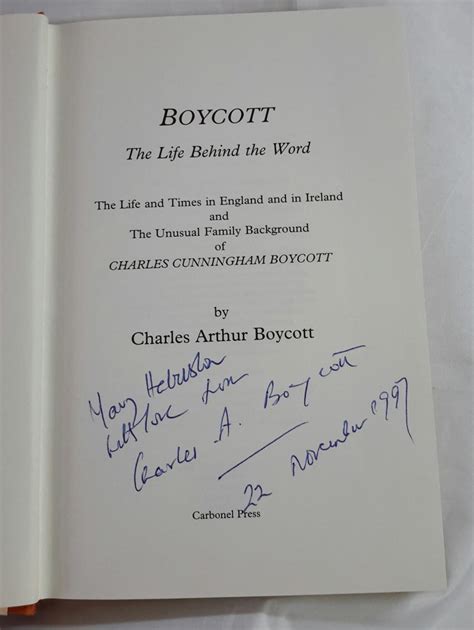 BOYCOTT
The Life Behind the Word
The Life and Times in England and in Ireland
and
The Unusual Family Background
of
CHARLES CUNNINGHAM BOYCOTT
by
Charles Arthur Boycott
Mary
with love from
Charles A. Boycott
22 November 1997
Carbonel Press